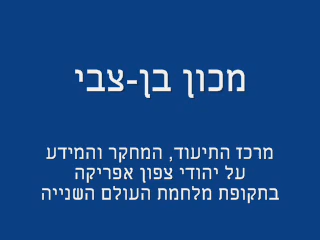 מכון בן-צבי
מרכז התיעוד, המחקר והמידע
על יהודי צפון אפריקה
בתקופת מלחמת העולם השנייה